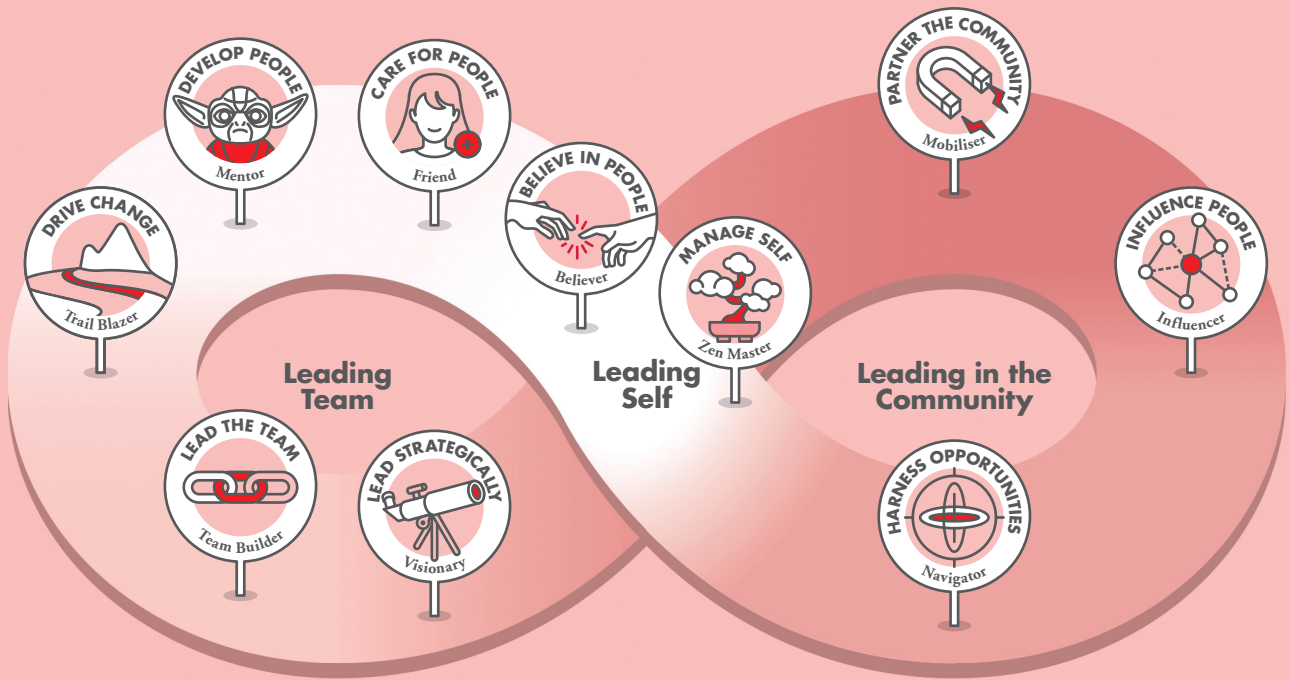 DEVELOP PEOPLE
Mentor
CARE FOR PEOPLE
Friend
PARTNER THE COMMUNITY
Mobiliser
BELIEVE IN PEOPLE
Believer
DRIVE CHANGE
Trail Blazer
MANAGE SELF
Zen Master
INFLUENCE PEOPLE
Influencer
Leading
Team
Leading
Self
Leading in the
Community
LEAD THE TEAM
Team Builder
LEAD STRATEGICALLY
Visionary
HARNESS OPPORTUNITIES
Navigator